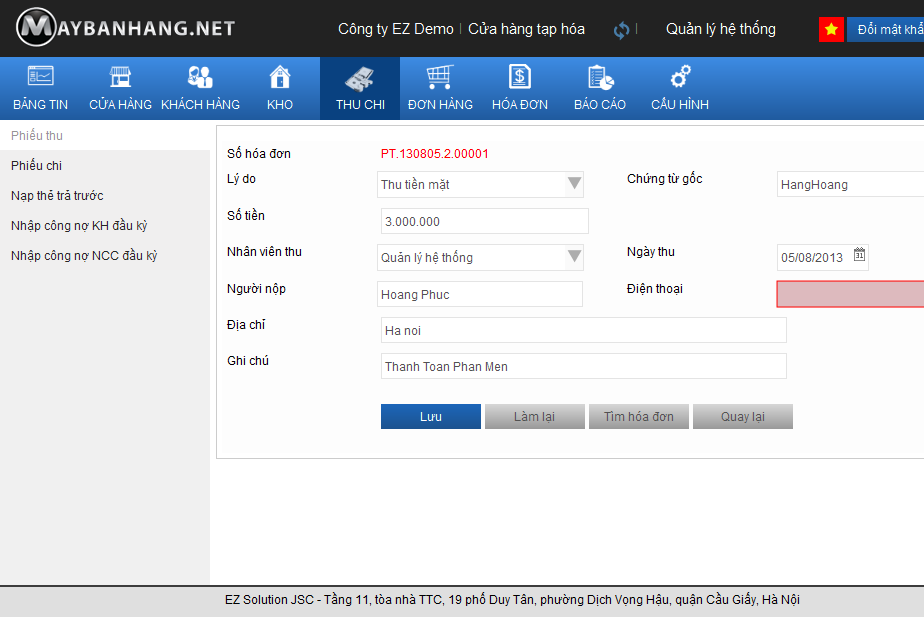 MAYBANHANG.NET
Công ty EZ Demo | Cửa hàng tạp hóa | Quản lý hệ thống Đổi mật khẩ
BẢNG TIN CỬA HÀNG KHÁCH HÀNG KHO THU CHI ĐƠN HÀNG HÓA ĐƠN BÁO CÁO CẤU HÌNH
Phiếu thu
Phiếu chi
Nạp thẻ trả trước
Nhập công nợ KH đầu kỳ
Nhập công nợ NCC đầu kỳ
Số hóa đơn PT.130805.2.00001
Lý do Thu tiền mặt Chứng từ gốc HangHoang
Số tiền 3.000.000
Nhân viên thu Quản lý hệ thống Ngày thu 05/08/2013 31
Người nộp Hoang Phuc Điện thoại
Địa chỉ Ha noi
Ghi chú Thanh Toan Phan Men
Lưu Làm lại Tìm hóa đơn Quay lại
EZ Solution JSC - Tầng 11, tòa nhà TTC, 19 phố Duy Tân, phường Dịch Vọng Hậu, quận Cầu Giấy, Hà Nội